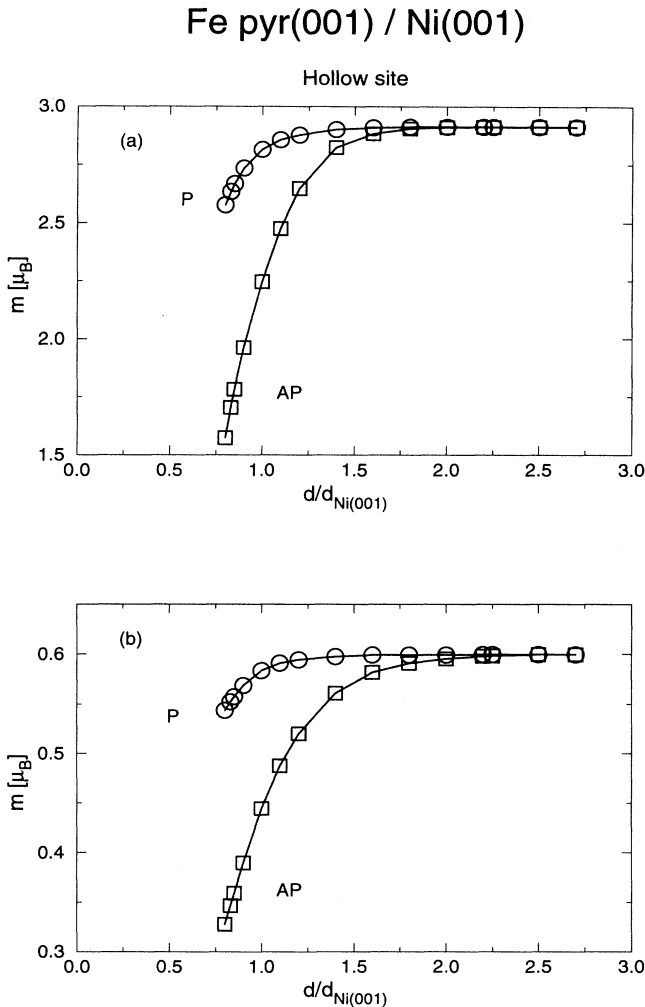 Fe pyr(001) / Ni(001)
Hollow site
3.0
(a)
P
2.5
m [μB]
2.0
AP
1.5
0.0 0.5 1.0 1.5 2.0 2.5 3.0
d/dNi(001)
(b)
0.6
P
0.5
m [μB]
0.4
AP
0.3
0.0 0.5 1.0 1.5 2.0 2.5 3.0
d/dNi(001)